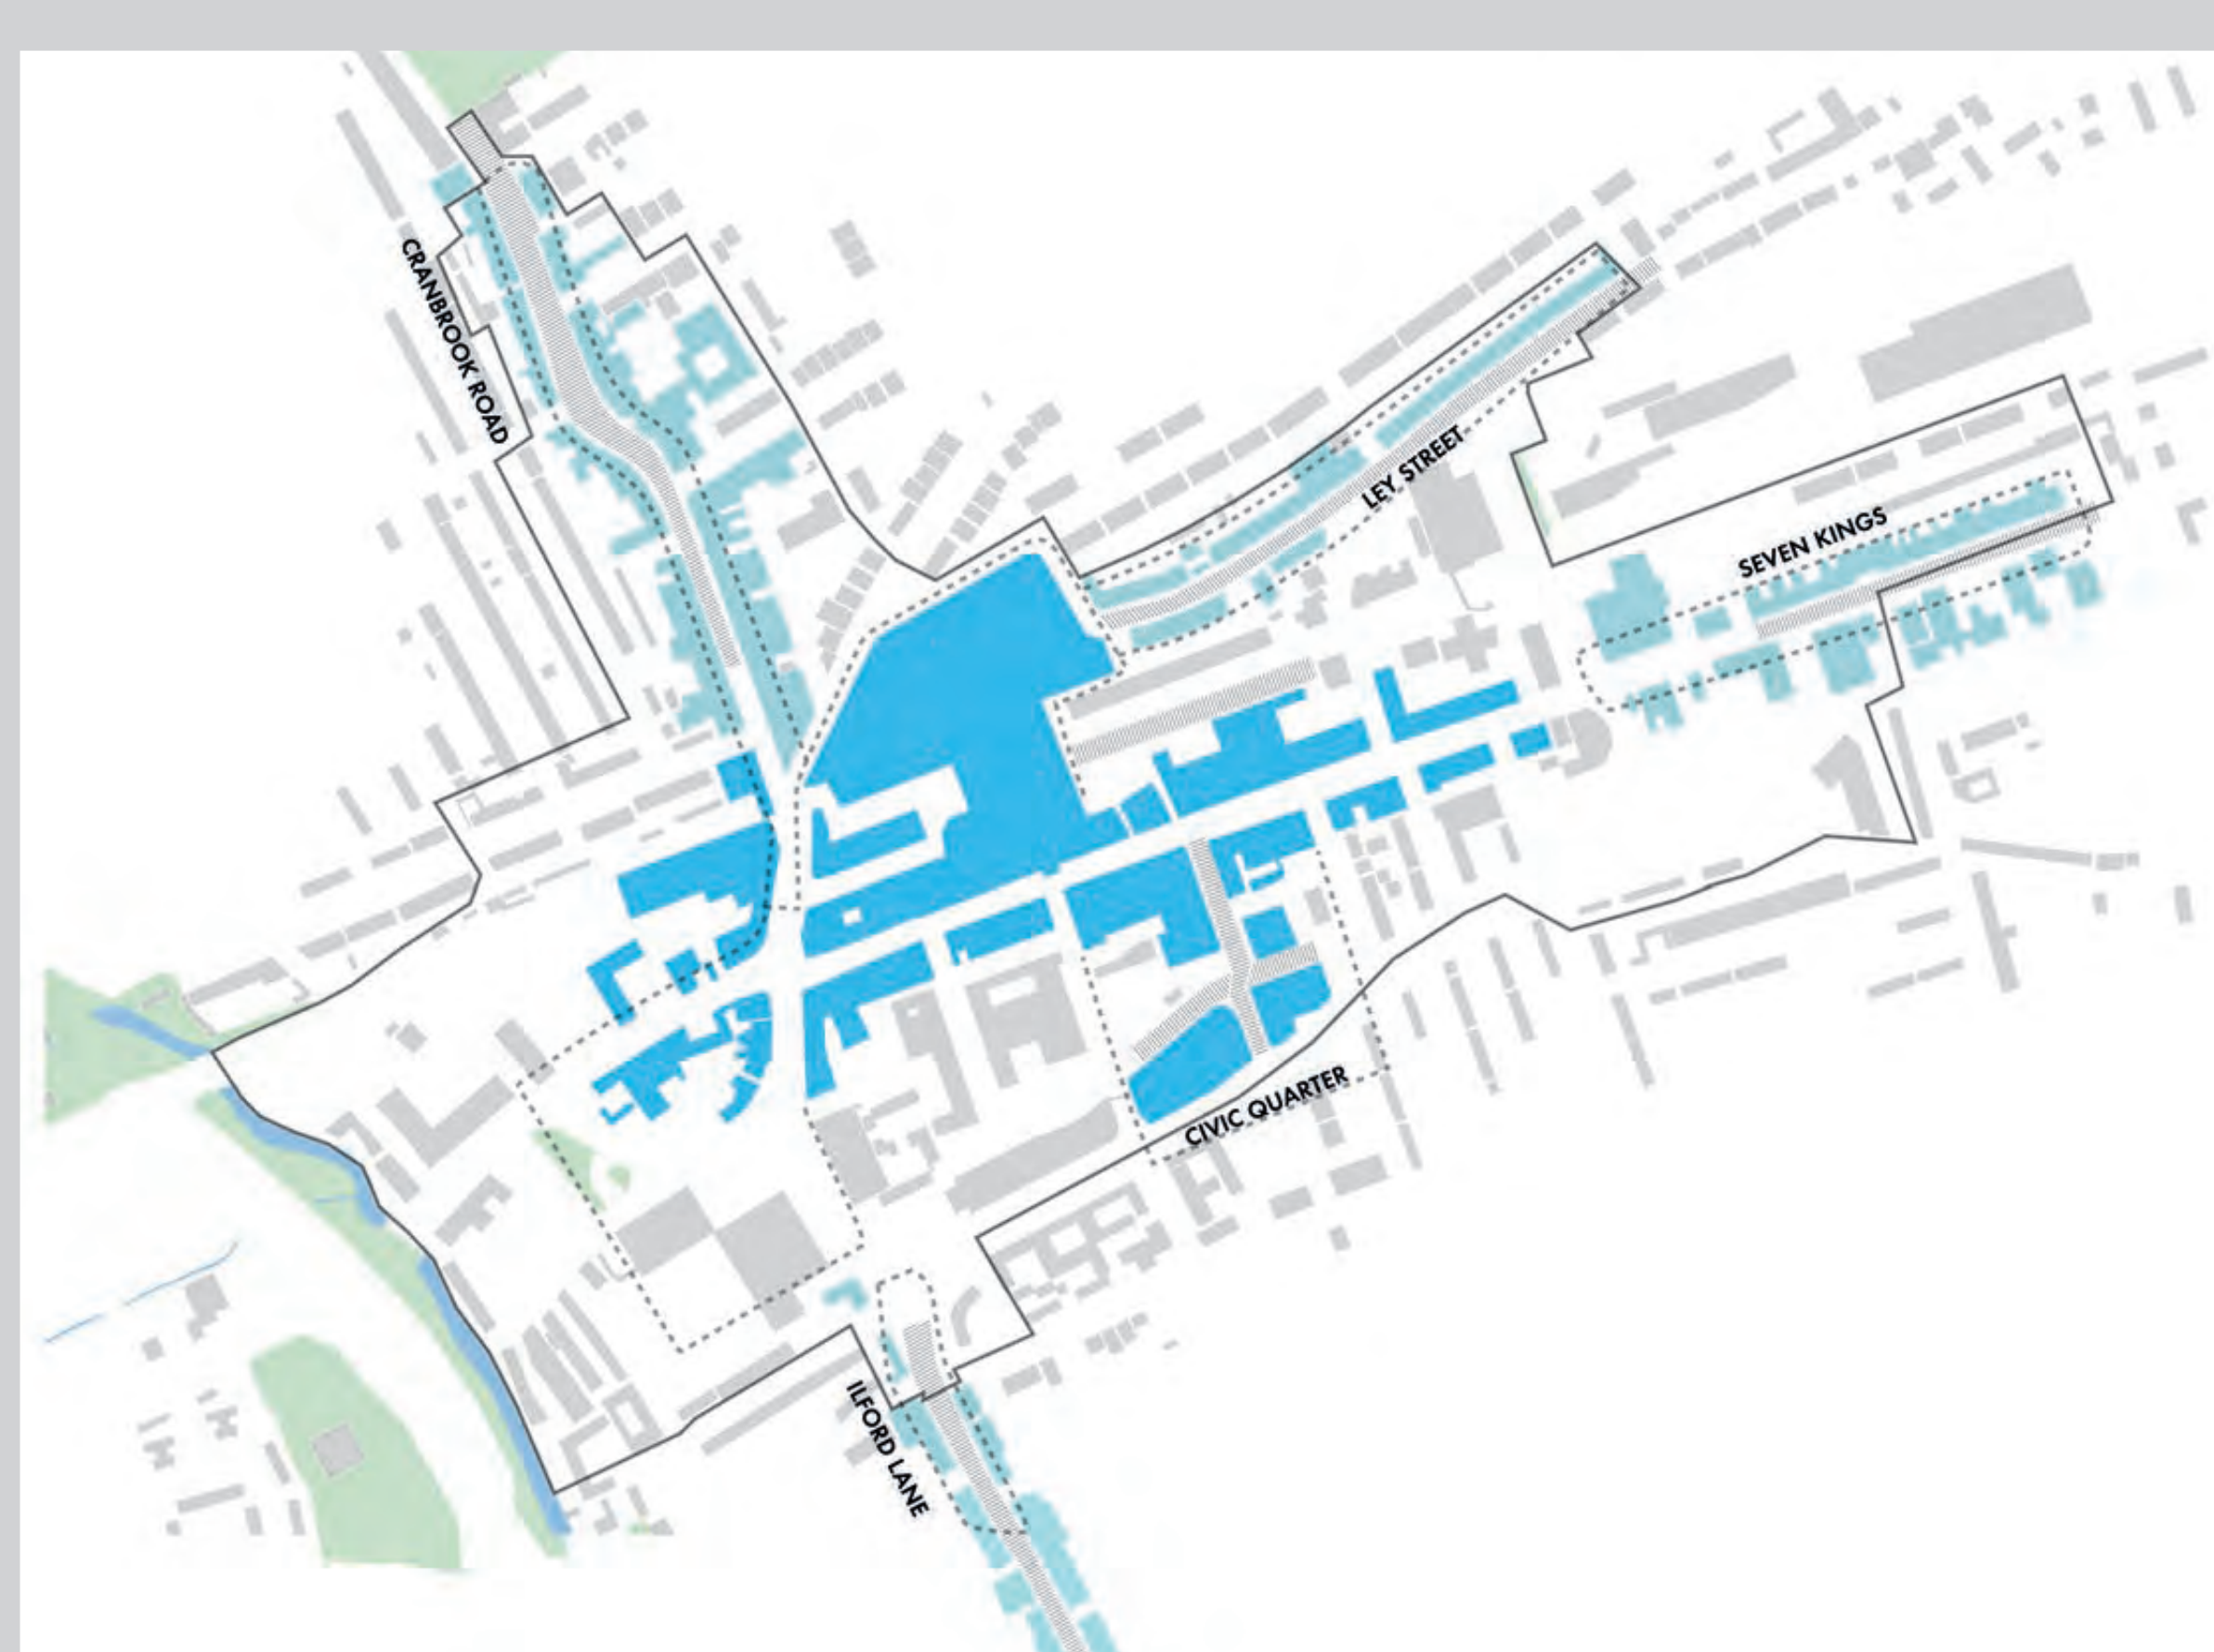 CRANBROOK ROAD
LEY STREET
SEVEN KINGS
CIVIC QUARTER
ILFORD LANE